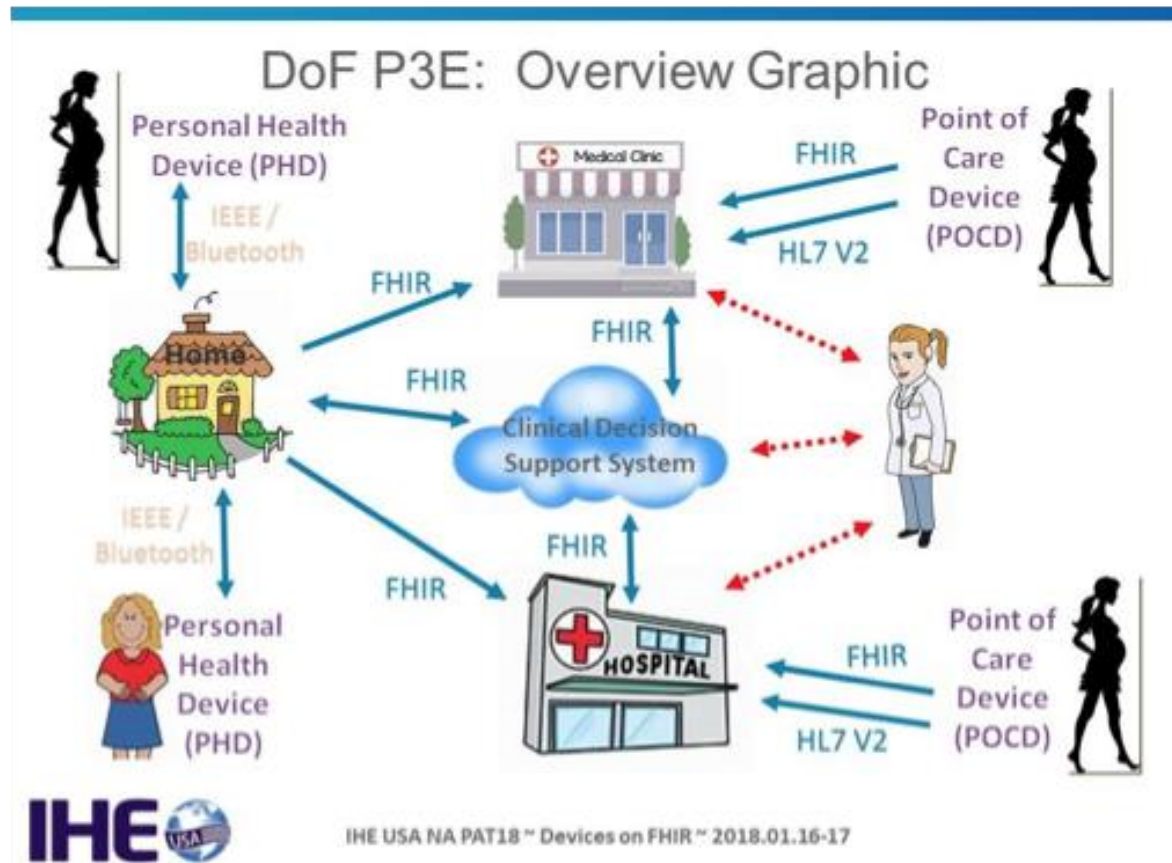 DoF P3E: Overview Graphic
Personal Health
Device (PHD)
IEEE /
Bluetooth
FHIR
Medical Clinic
FHIR
HL7 V2
Point of
Care
Device
(POCD)
Home
FHIR
FHIR
Clinical Decision
Support System
IEEE /
Bluetooth
FHIR
FHIR
Personal
Health
Device
(PHD)
HOSPITAL
FHIR
HL7 V2
Point of
Care
Device
(POCD)
IHE
USA
IHE USA NA PAT18 ~ Devices on FHIR ~ 2018.01.16-17